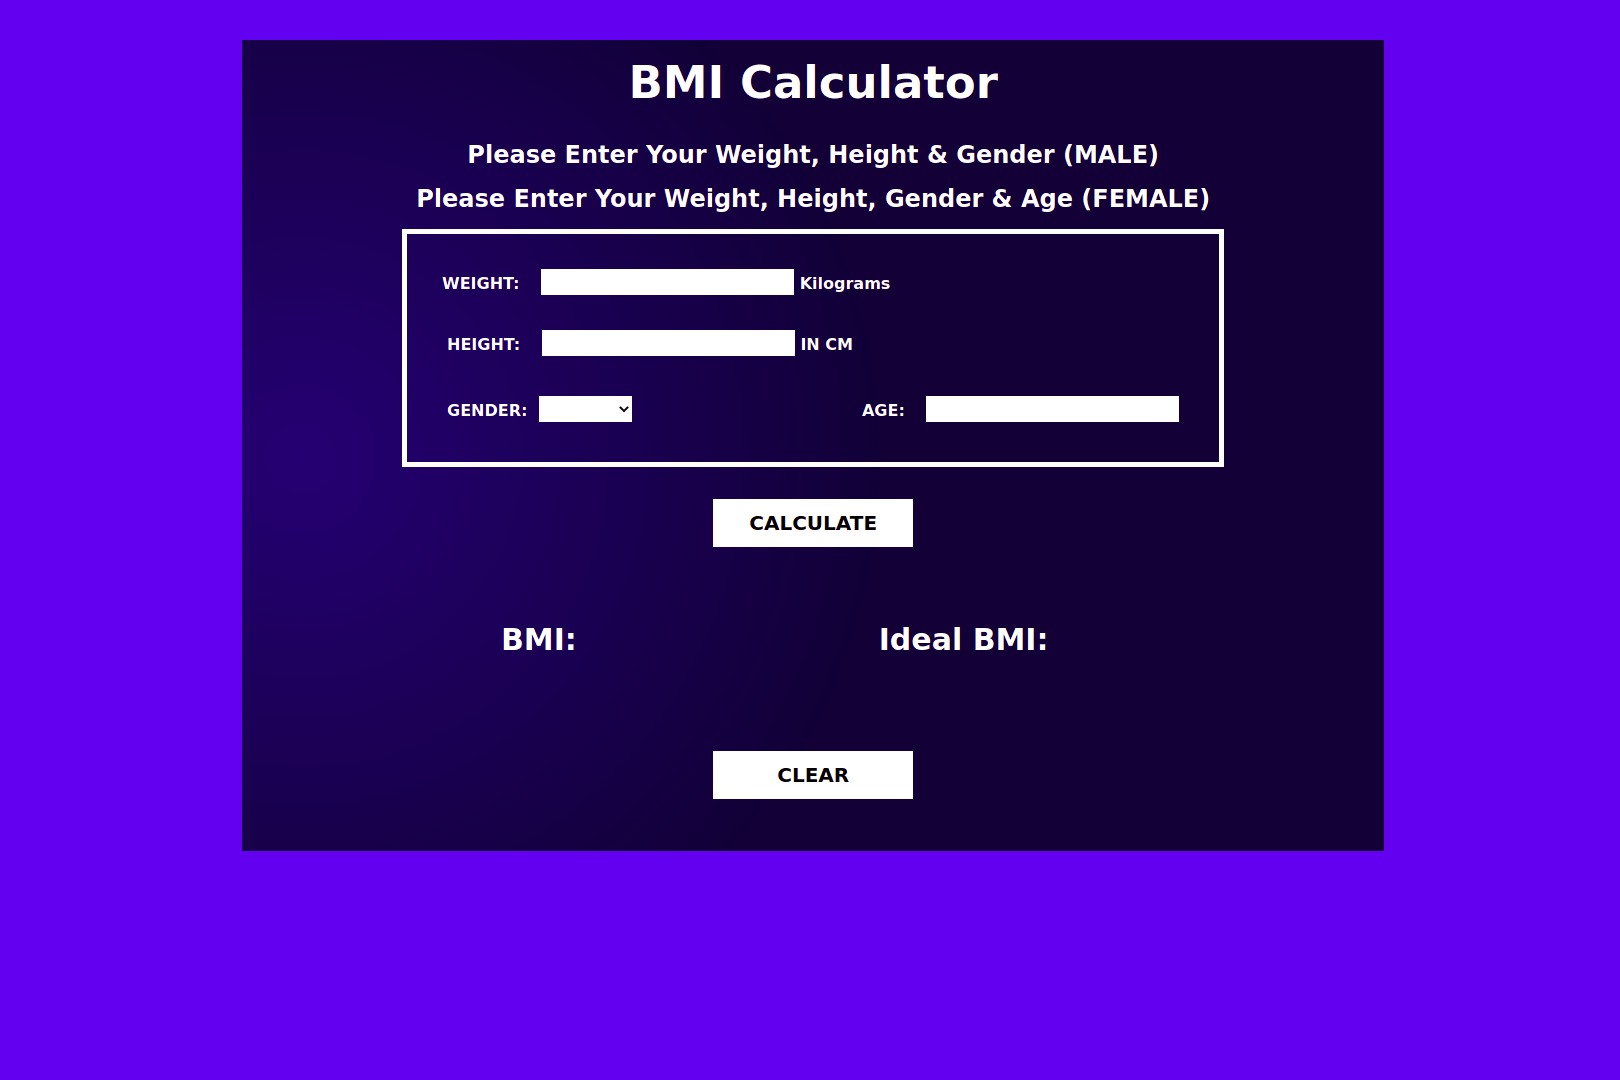 BMI Calculator
Please Enter Your Weight, Height & Gender (MALE)
Please Enter Your Weight, Height, Gender & Age (FEMALE)
WEIGHT: Kilograms
HEIGHT: IN CM
GENDER: AGE:
CALCULATE
BMI: Ideal BMI:
CLEAR